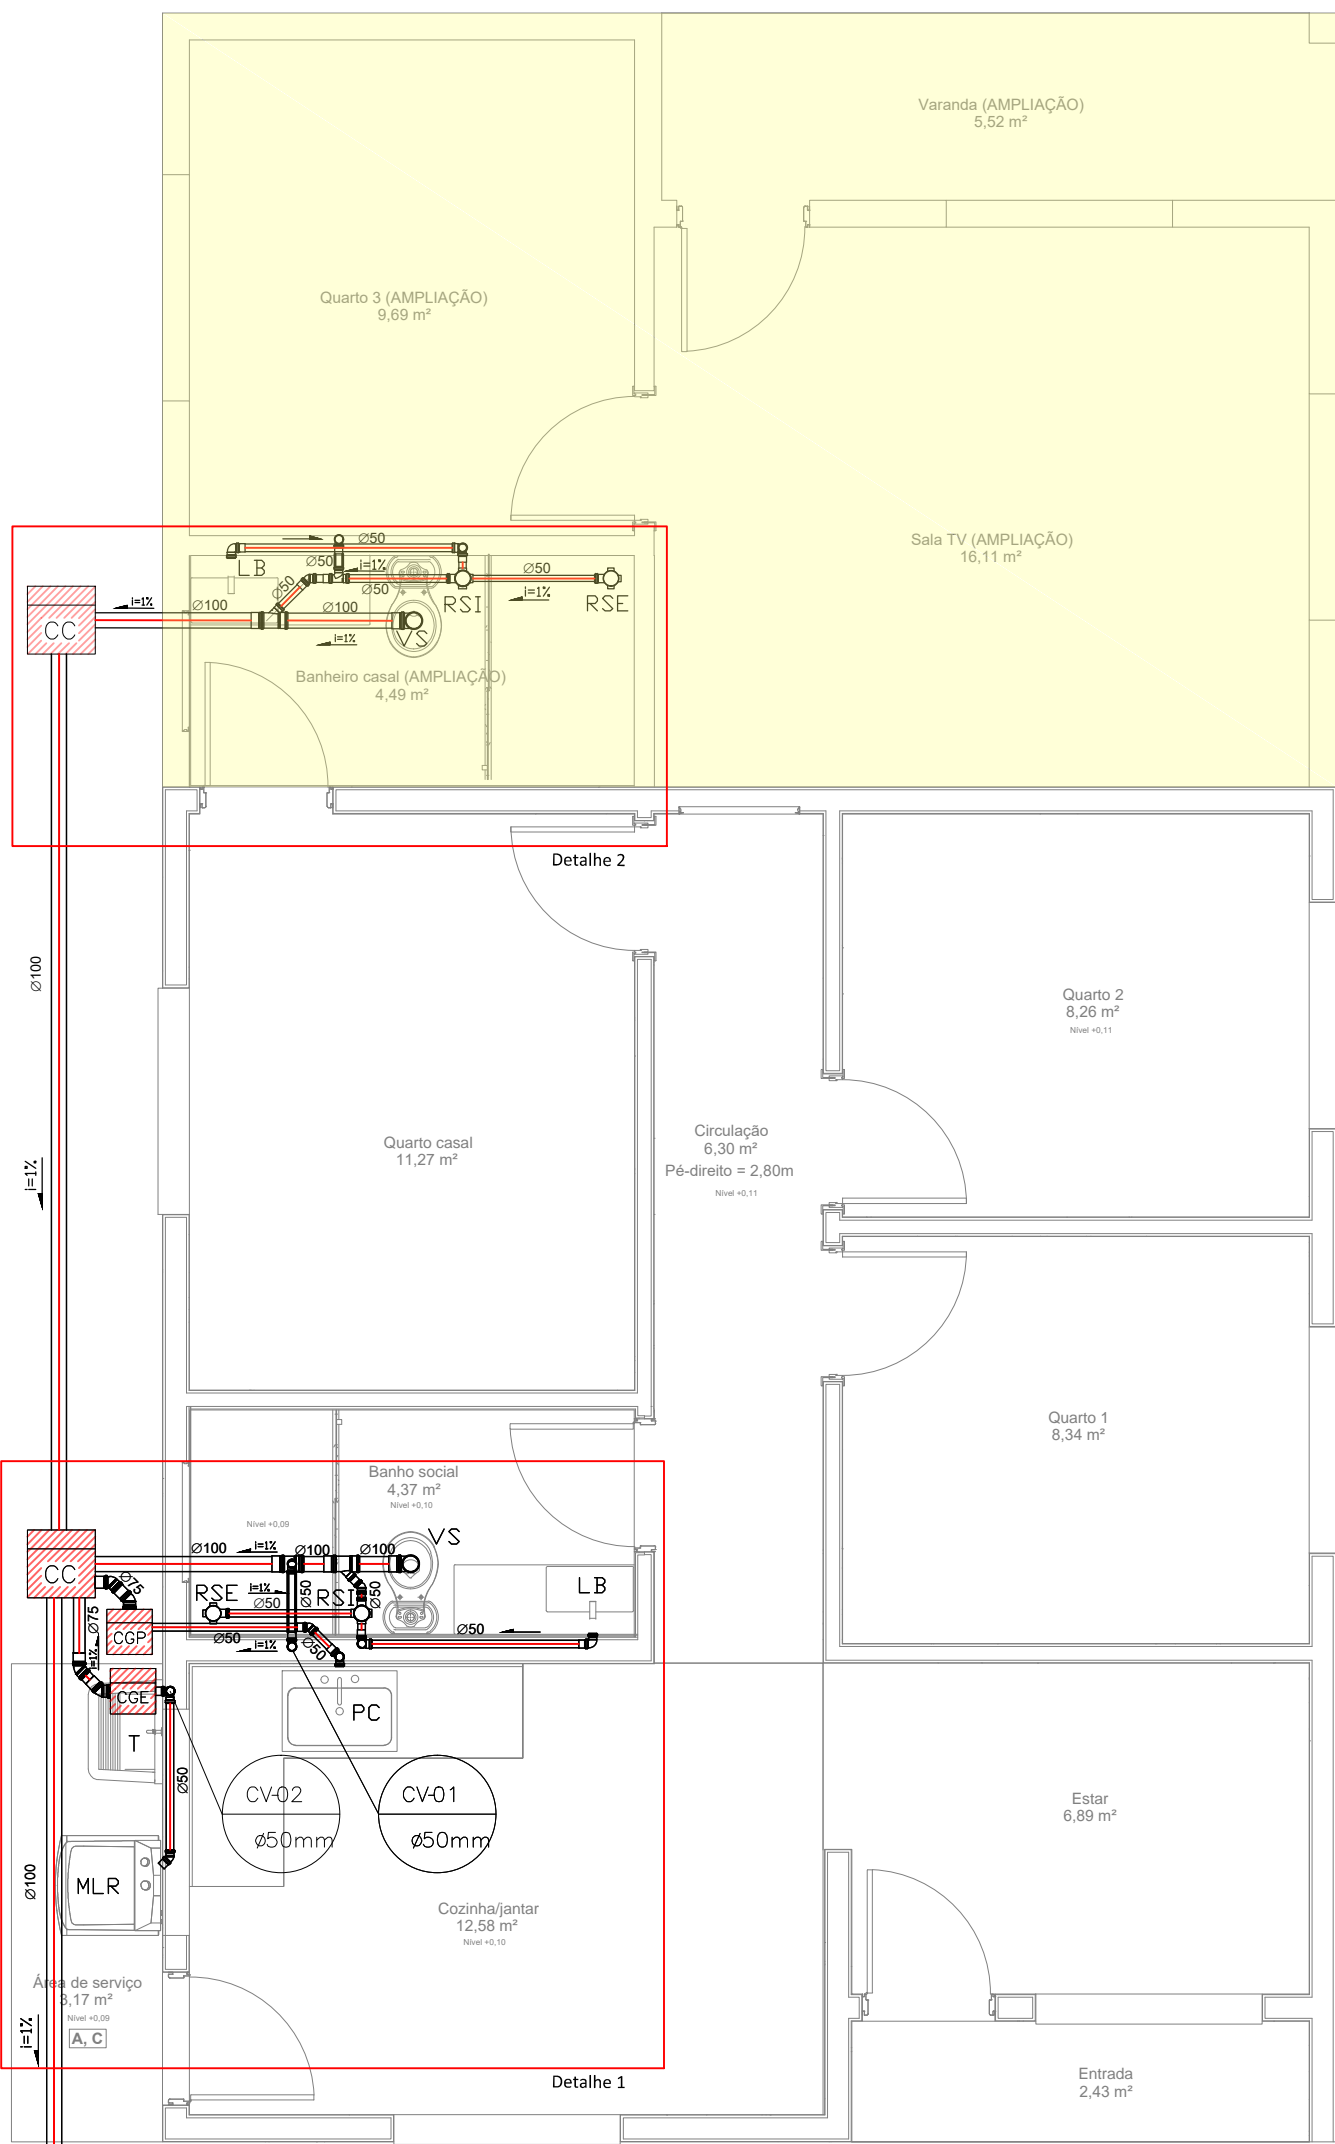 Varanda (AMPLIAÇÃO)
5,52 m²
Quarto 3 (AMPLIAÇÃO)
9,69 m²
Sala TV (AMPLIAÇÃO)
16,11 m²
Ø50
LB
Ø50
i=1%
Ø50
Ø50
Ø50
RSI
i=1%
RSE
i=1%
Ø100
Ø100
CC
VS
i=1%
Banheiro casal (AMPLIAÇÃO)
4,49 m²
Detalhe 2
Ø100
Quarto 2
8,26 m²
Nível +0,11
Quarto casal
11,27 m²
Circulação
6,30 m²
Pé-direito = 2,80m
Nível +0,11
i=1%
Quarto 1
8,34 m²
Banho social
4,37 m²
Nível +0,10
Nível +0,09
VS
Ø100
i=1%
Ø100
Ø100
CC
Ø75
RSE
i=1%
Ø50
RSI
Ø50
LB
Ø50
Ø75
i=1%
CGP
Ø50
i=1%
Ø50
Ø50
CGE
PC
T
Ø50
CV-02
Ø50mm
CV-01
Ø50mm
Estar
6,89 m²
Ø100
MLR
Cozinha/jantar
12,58 m²
Nível +0,10
Área de serviço
3,17 m²
Nível +0,09
A, C
i=1%
Detalhe 1
Entrada
2,43 m²